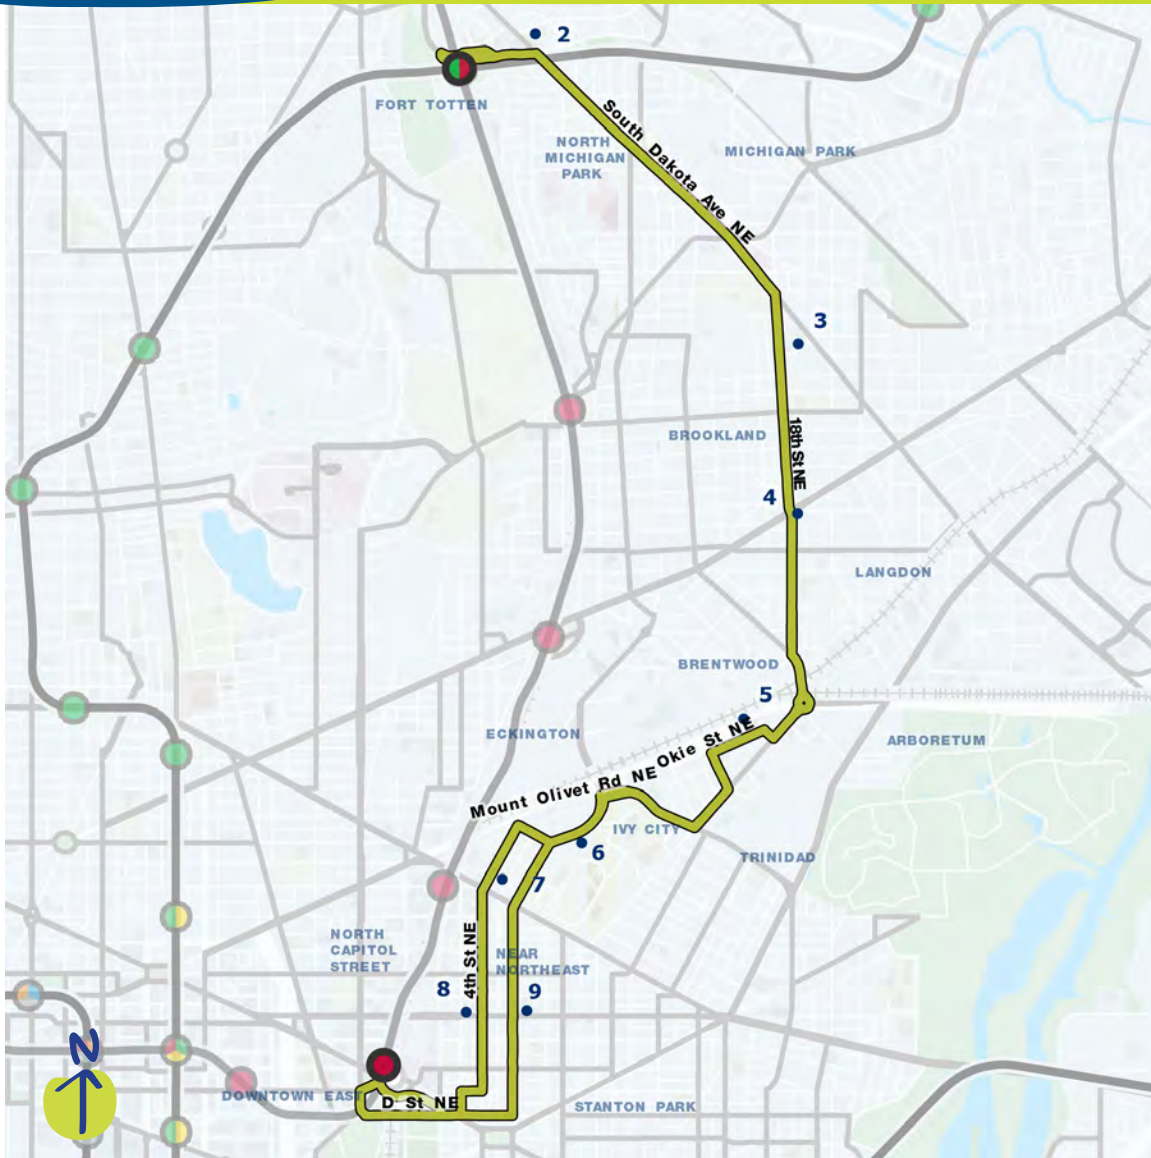 2
FORT TOTTEN
South Dakota Ave NE
NORTH
MICHIGAN
PARK
MICHIGAN PARK
3
BROOKLAND
18th St NE
4
LANGDON
BRENTWOOD
5
ECKINGTON
ARBORETUM
Okie St NE
Mount Olivet Rd NE
IVY CITY
6
TRINIDAD
7
NORTH
CAPITOL
STREET
4th St NE
NEAR
NORTHEAST
8
9
N
DOWNTOWN EAST
D St NE
STANTON PARK